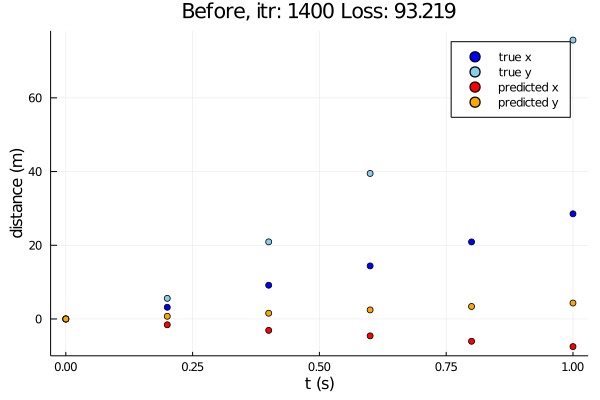 Before, itr: 1400 Loss: 93.219
distance (m)
60
40
20
0
true x
true y
predicted x
predicted y
0.00
0.25
0.50
0.75
1.00
t (s)